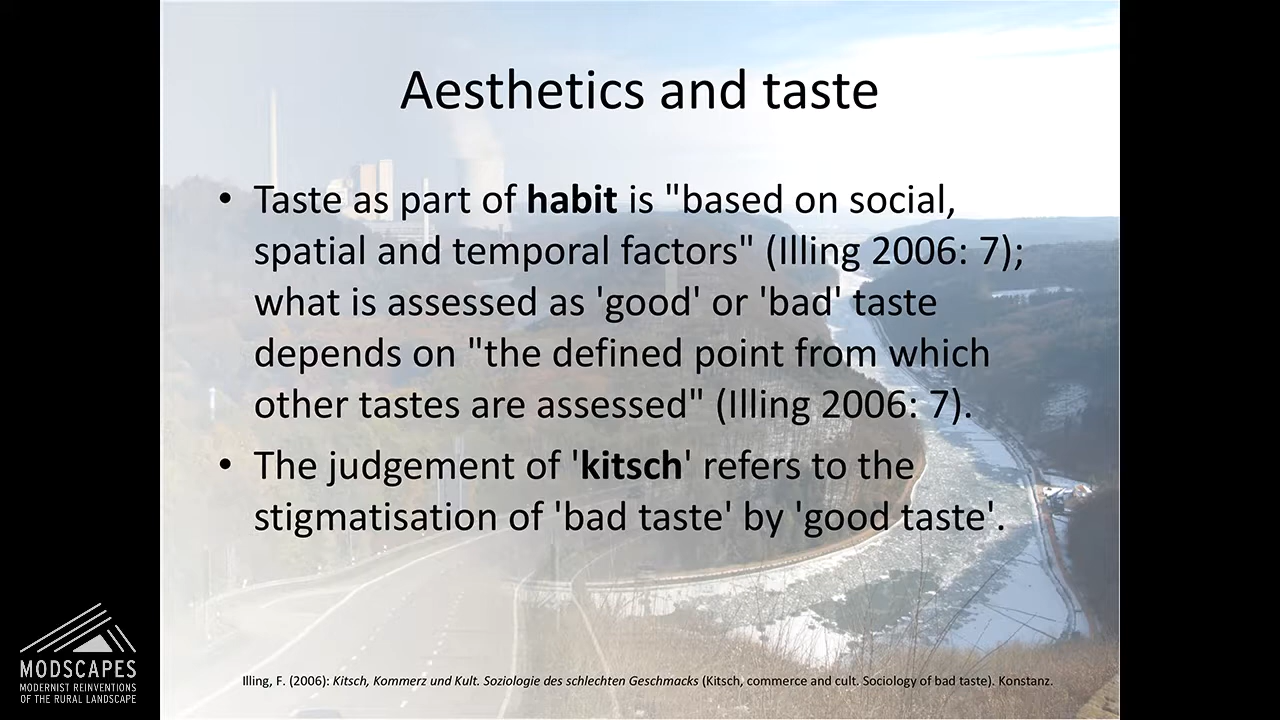 Aesthetics and taste
• Taste as part of habit is "based on social,
spatial and temporal factors" (Illing 2006: 7);
what is assessed as 'good' or 'bad' taste
depends on "the defined point from which
other tastes are assessed" (Illing 2006: 7).
• The judgement of 'kitsch' refers to the
stigmatisation of 'bad taste' by 'good taste'.
Illing, F. (2006): Kitsch, Kommerz und Kult. Soziologie des schlechten Geschmacks (Kitsch, commerce and cult. Sociology of bad taste). Konstanz.
MODSCAPES
MODERNIST REINVENTIONS
OF THE RURAL LANDSCAPE